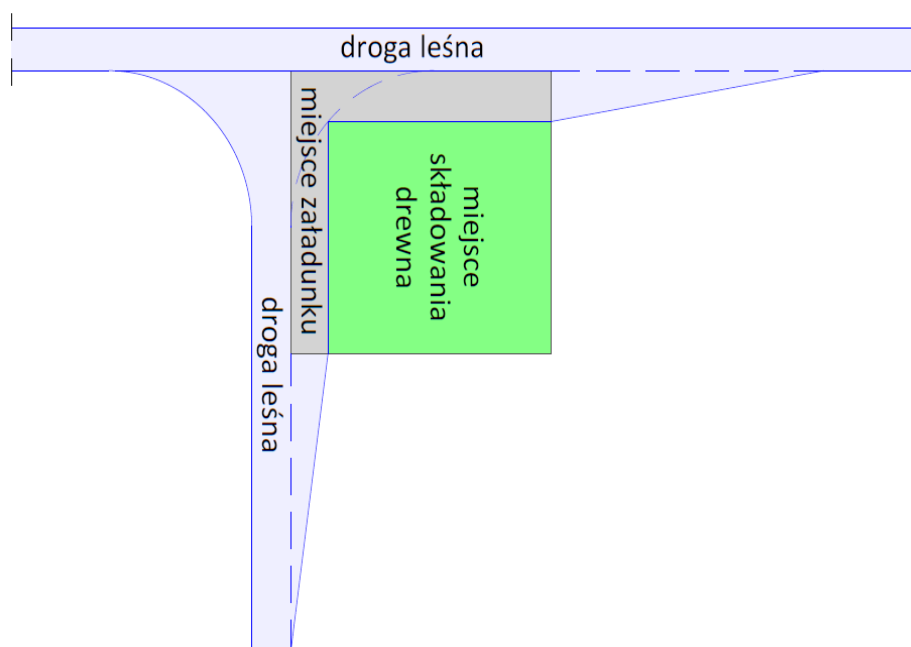 droga leśna
miejsce załadunku
miejsce
składowania
drewna
droga leśna